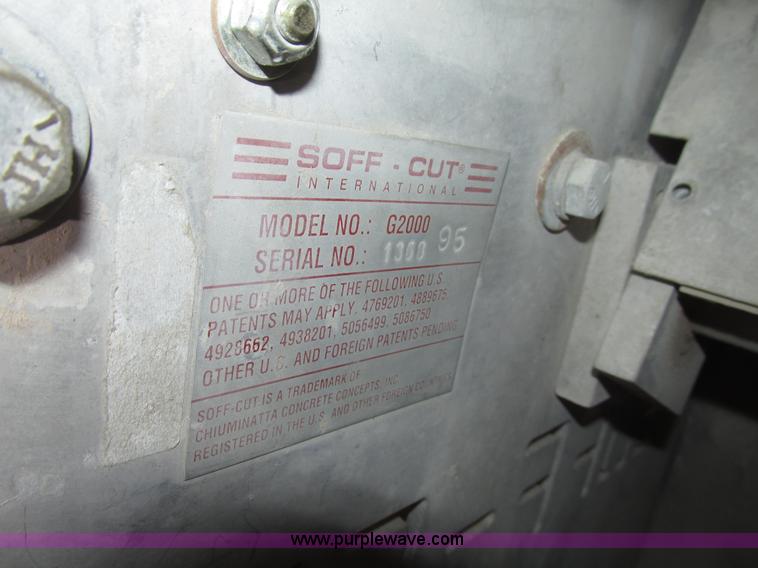 SOFF - CUT®
INTERNATIONAL
MODEL NO.: G2000
SERIAL NO.: 95
ONE OR MORE OF THE FOLLOWING U.S.
PATENTS MAY APPLY. 4769201, 4889675,
4928662, 4938201, 5056499, 5086750
OTHER U.S. AND FOREIGN PATENTS PENDING
SOFF-CUT IS A TRADEMARK OF
CHIUMINATTA CONCRETE CONCEPTS, INC.
REGISTERED IN THE U.S. AND OTHER FOREIGN COUNTRIES
www.purplewave.com